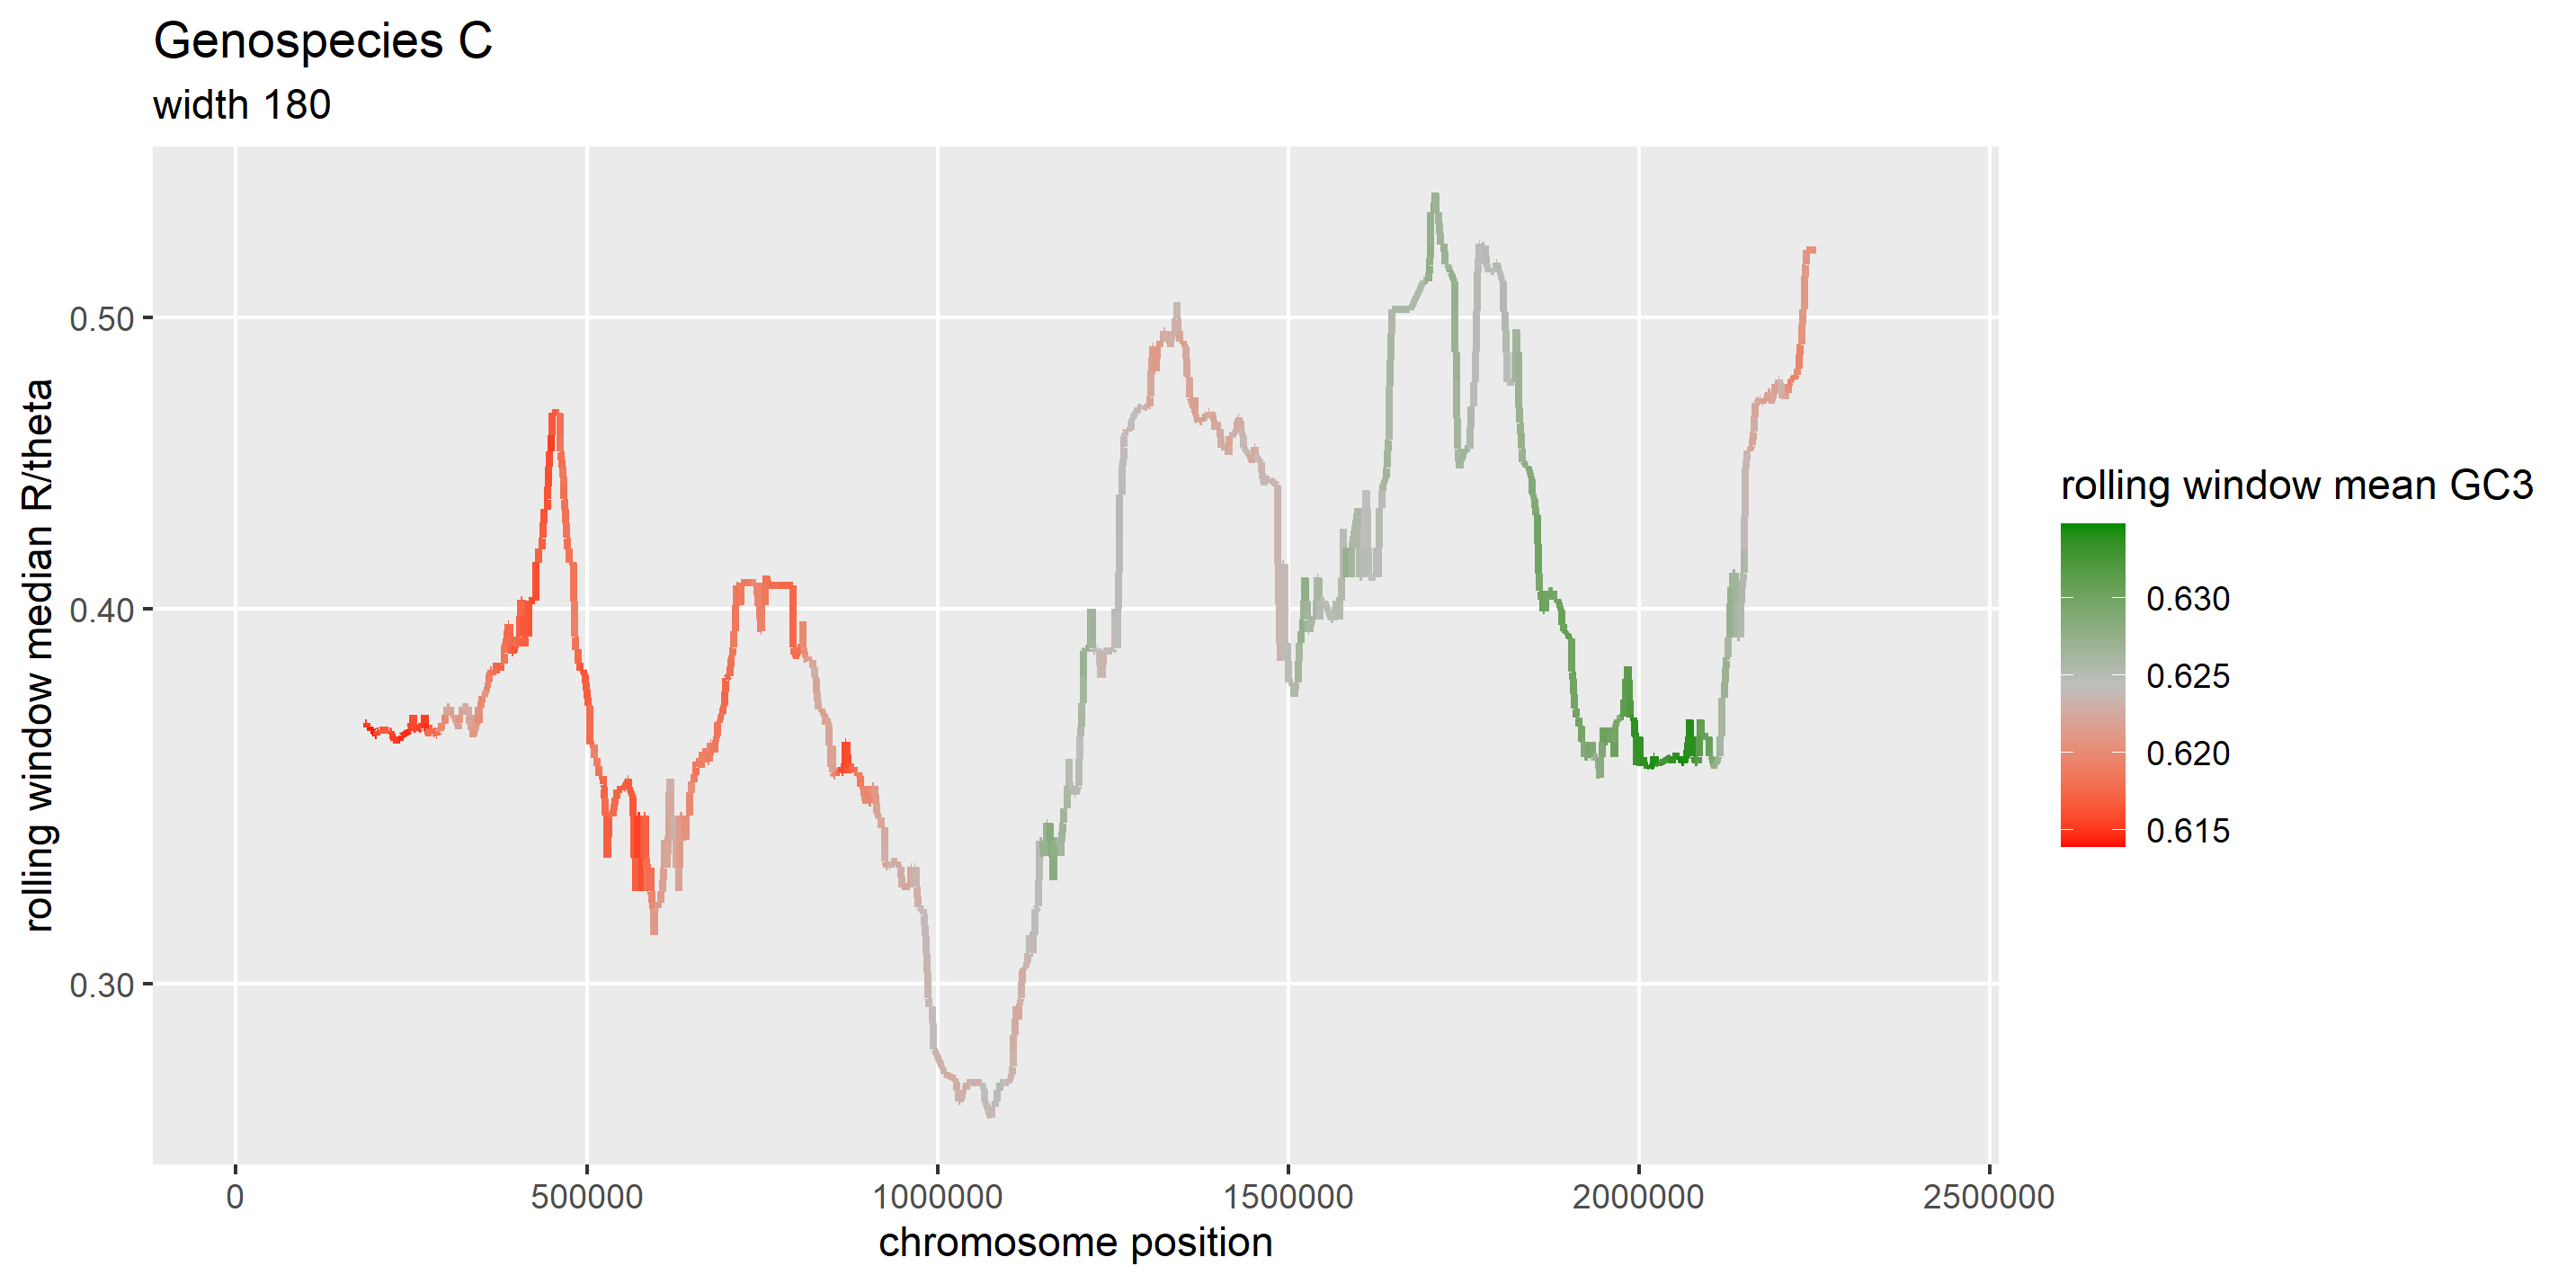 Genospecies C
width 180
rolling window median R/theta
0.50
0.40
0.30
0 500000 1000000 1500000 2000000 2500000
chromosome position
rolling window mean GC3
0.630
0.625
0.620
0.615